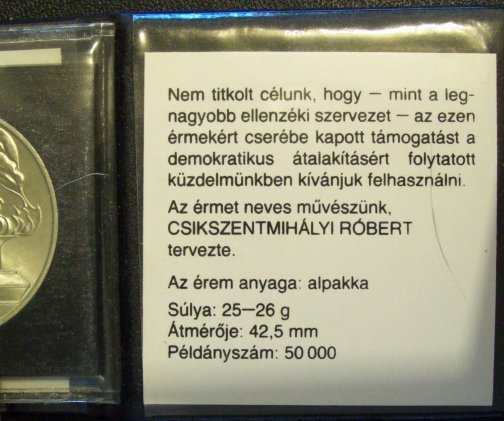 Nem titkolt célunk, hogy — mint a leg-
nagyobb ellenzéki szervezet — az ezen
érmekért cserébe kapott támogatást a
demokratikus átalakításért folytatott
küzdelmünkben kívánjuk felhasználni.
Az érmet neves művészünk,
CSIKSZENTMIHÁLYI RÓBERT
tervezte.
Az érem anyaga: alpakka
Súlya: 25—26 g
Átmérője: 42,5 mm
Példányszám: 50 000